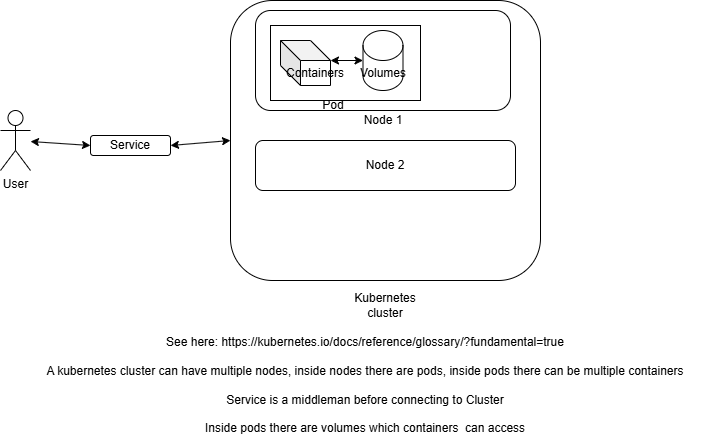 Containers
Volumes
Pod
Node 1
Service
Node 2
User
Kubernetes
cluster
See here: https://kubernetes.io/docs/reference/glossary/?fundamental=true
A kubernetes cluster can have multiple nodes, inside nodes there are pods, inside pods there can be multiple containers
Service is a middleman before connecting to Cluster
Inside pods there are volumes which containers  can access